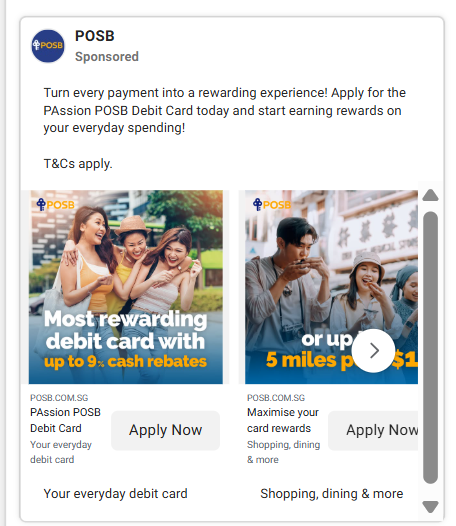 POSB
POSB
Sponsored
Turn every payment into a rewarding experience! Apply for the
PAssion POSB Debit Card today and start earning rewards on
your everyday spending!
T&Cs apply.
POSB
Most rewarding
debit card with
up to 9% cash rebates
POSB.COM.SG
PAssion POSB
Debit Card
Your everyday
debit card
Apply Now
Your everyday debit card
POSB
or up
5 miles p $1
POSB.COM.SG
Maximise your
card rewards
Shopping, dining
& more
Apply Now
Shopping, dining & more